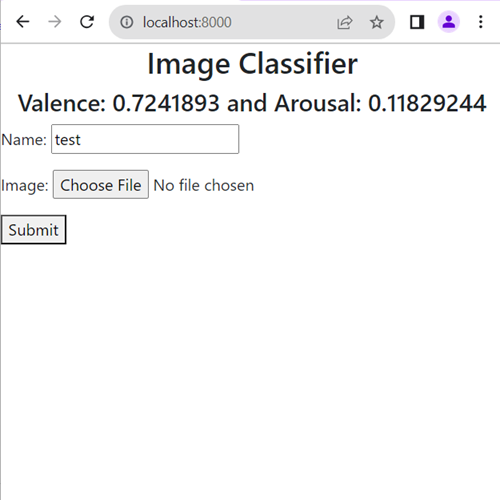 localhost:8000
Image Classifier
Valence: 0.7241893 and Arousal: 0.11829244
Name: test
Image: Choose File No file chosen
Submit